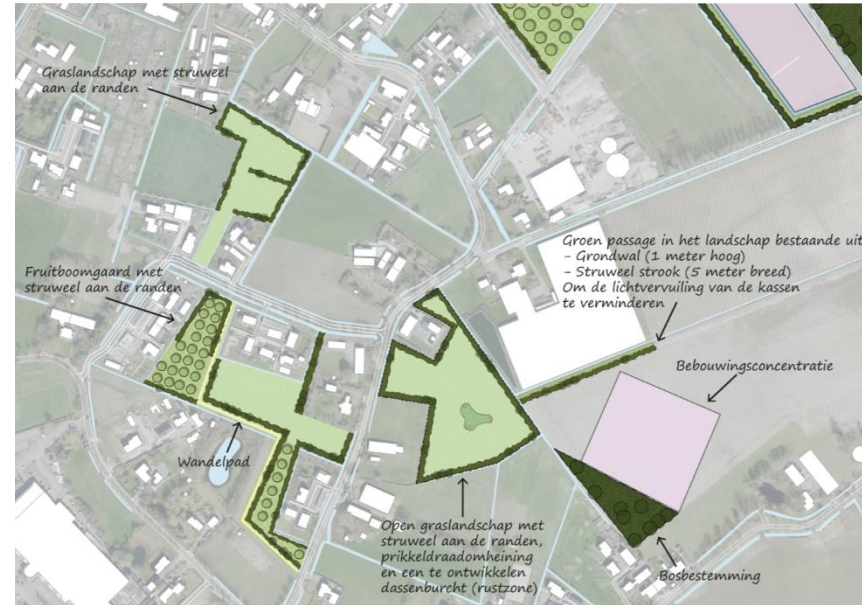 Graslandschap met struweel
aan de randen
Groen passage in het landschap bestaande uit
- Grondwal (1 meter hoog)
- Struweel strook (5 meter breed)
Om de lichtvervuiling van de kassen
te verminderen
Fruitboomgaard met
struweel aan de randen
Bebouwingsconcentratie
Wandelpad
Open graslandschap met
struweel aan de randen,
prikkeldraadomheining
en een te ontwikkelen
dassenburcht (rustzone)
Bosbestemming